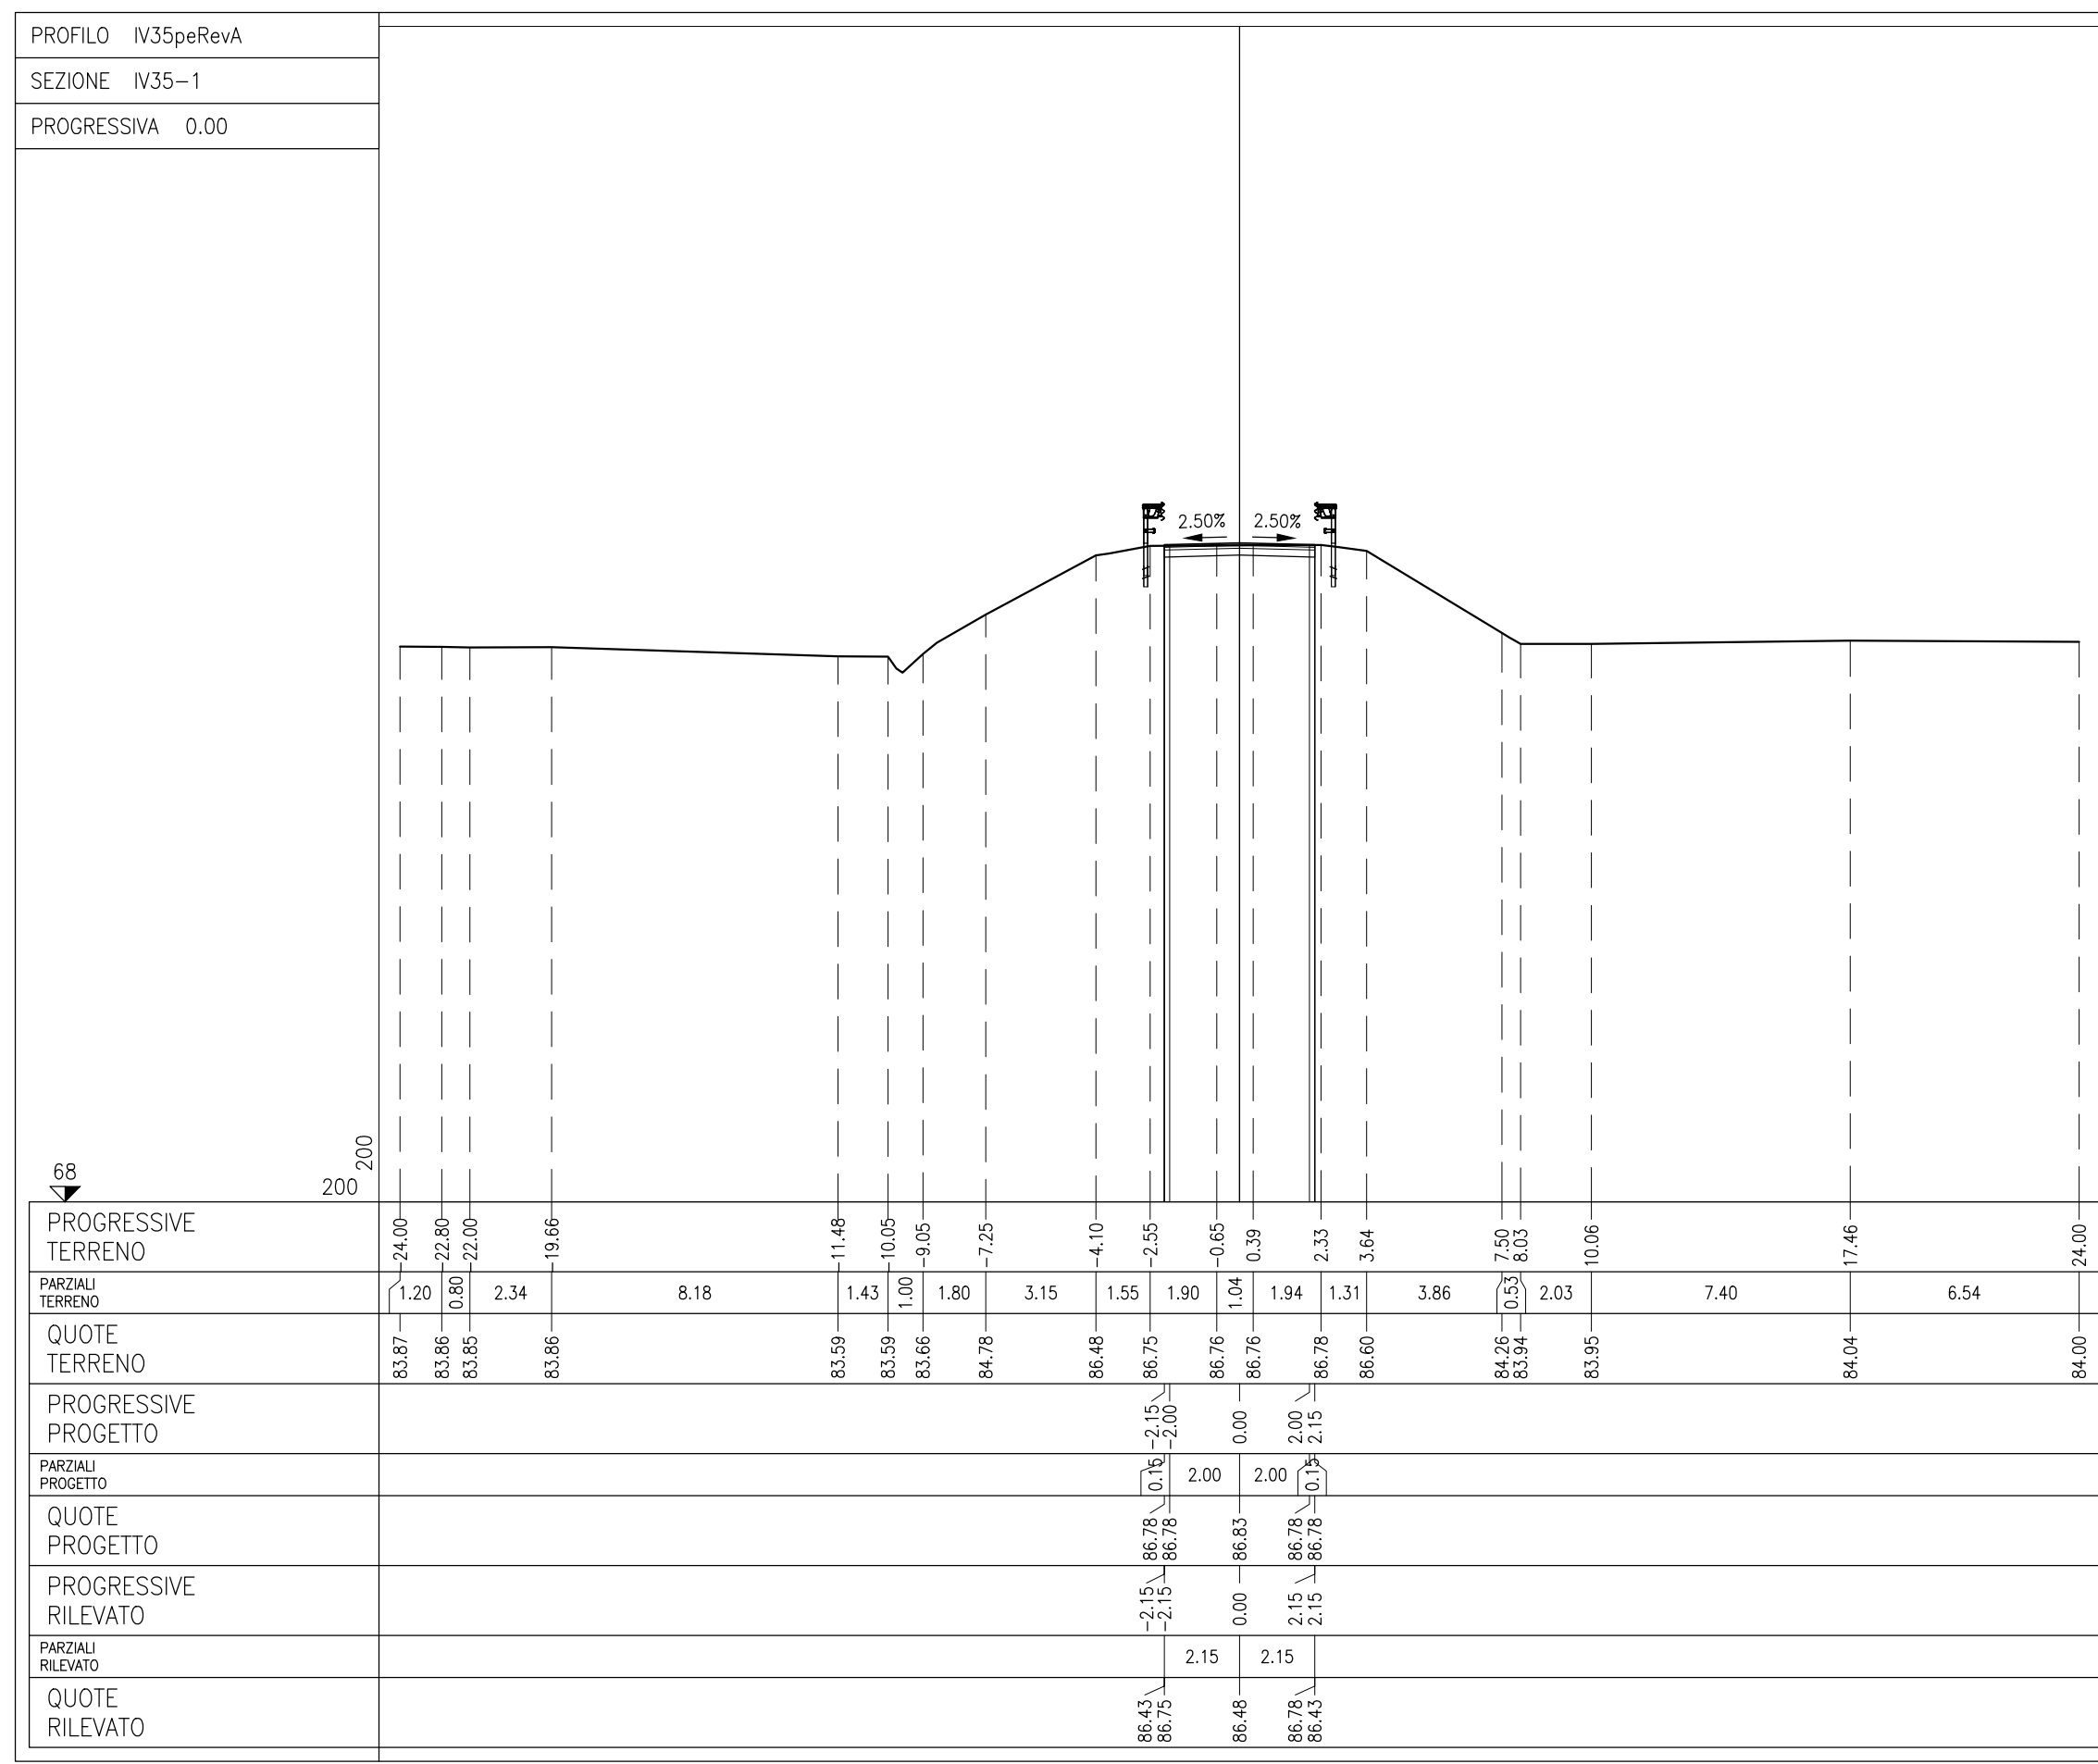 PROFILO IV35peRevA
SEZIONE IV35-1
PROGRESSIVA 0.00
2.50% 2.50%
200
68
200
PROGRESSIVE
TERRENO
-24.00 -22.80 -22.00 -19.66 -11.48 -10.05 -9.05 -7.25 -4.10 -2.55 -0.65 0.39 2.33 3.64 7.50 8.03 10.06 17.46 24.00
PARZIALI
TERRENO
1.20 0.80 2.34 8.18 1.43 1.00 1.80 3.15 1.55 1.90 1.04 1.94 1.31 3.86 0.53 2.03 7.40 6.54
QUOTE
TERRENO
83.87 83.86 83.85 83.86 83.59 83.59 83.66 84.78 86.48 86.75 86.76 86.76 86.78 86.60 84.26 83.94 83.95 84.04 84.00
PROGRESSIVE
PROGETTO
-2.15 -2.00 0.00 2.00 2.15
PARZIALI
PROGETTO
0.15 2.00 2.00 0.15
QUOTE
PROGETTO
86.78 86.78 86.83 86.78 86.78
PROGRESSIVE
RILEVATO
-2.15 -2.15 0.00 2.15 2.15
PARZIALI
RILEVATO
2.15 2.15
QUOTE
RILEVATO
86.43 86.75 86.48 86.78 86.43